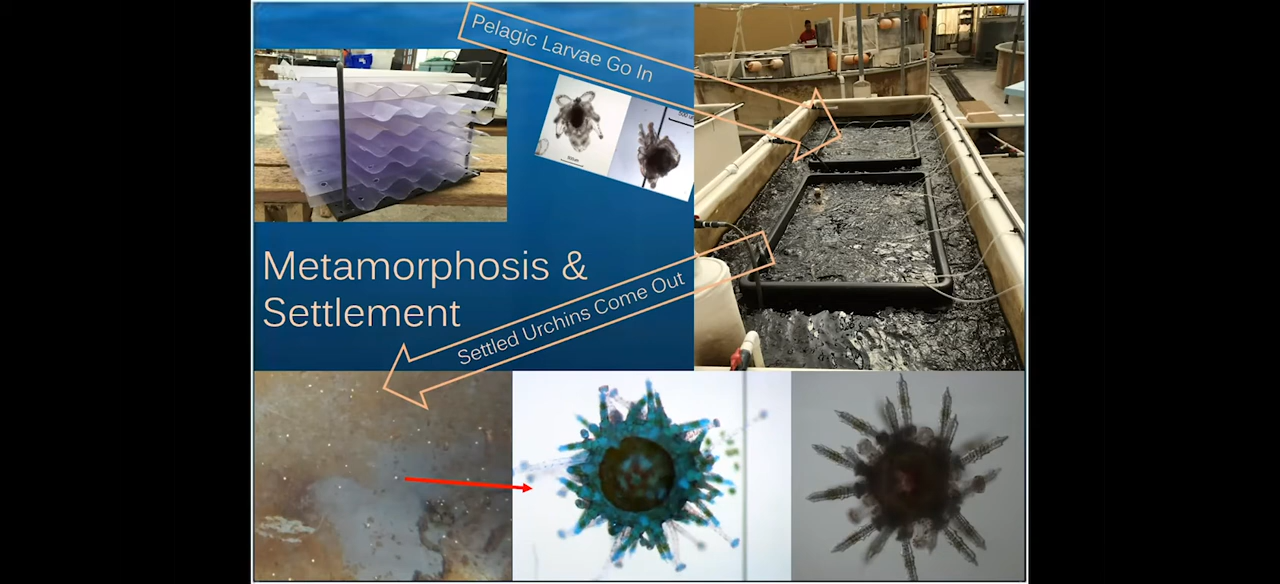 Pelagic Larvae Go In
Metamorphosis &
Settlement
Settled Urchins Come Out